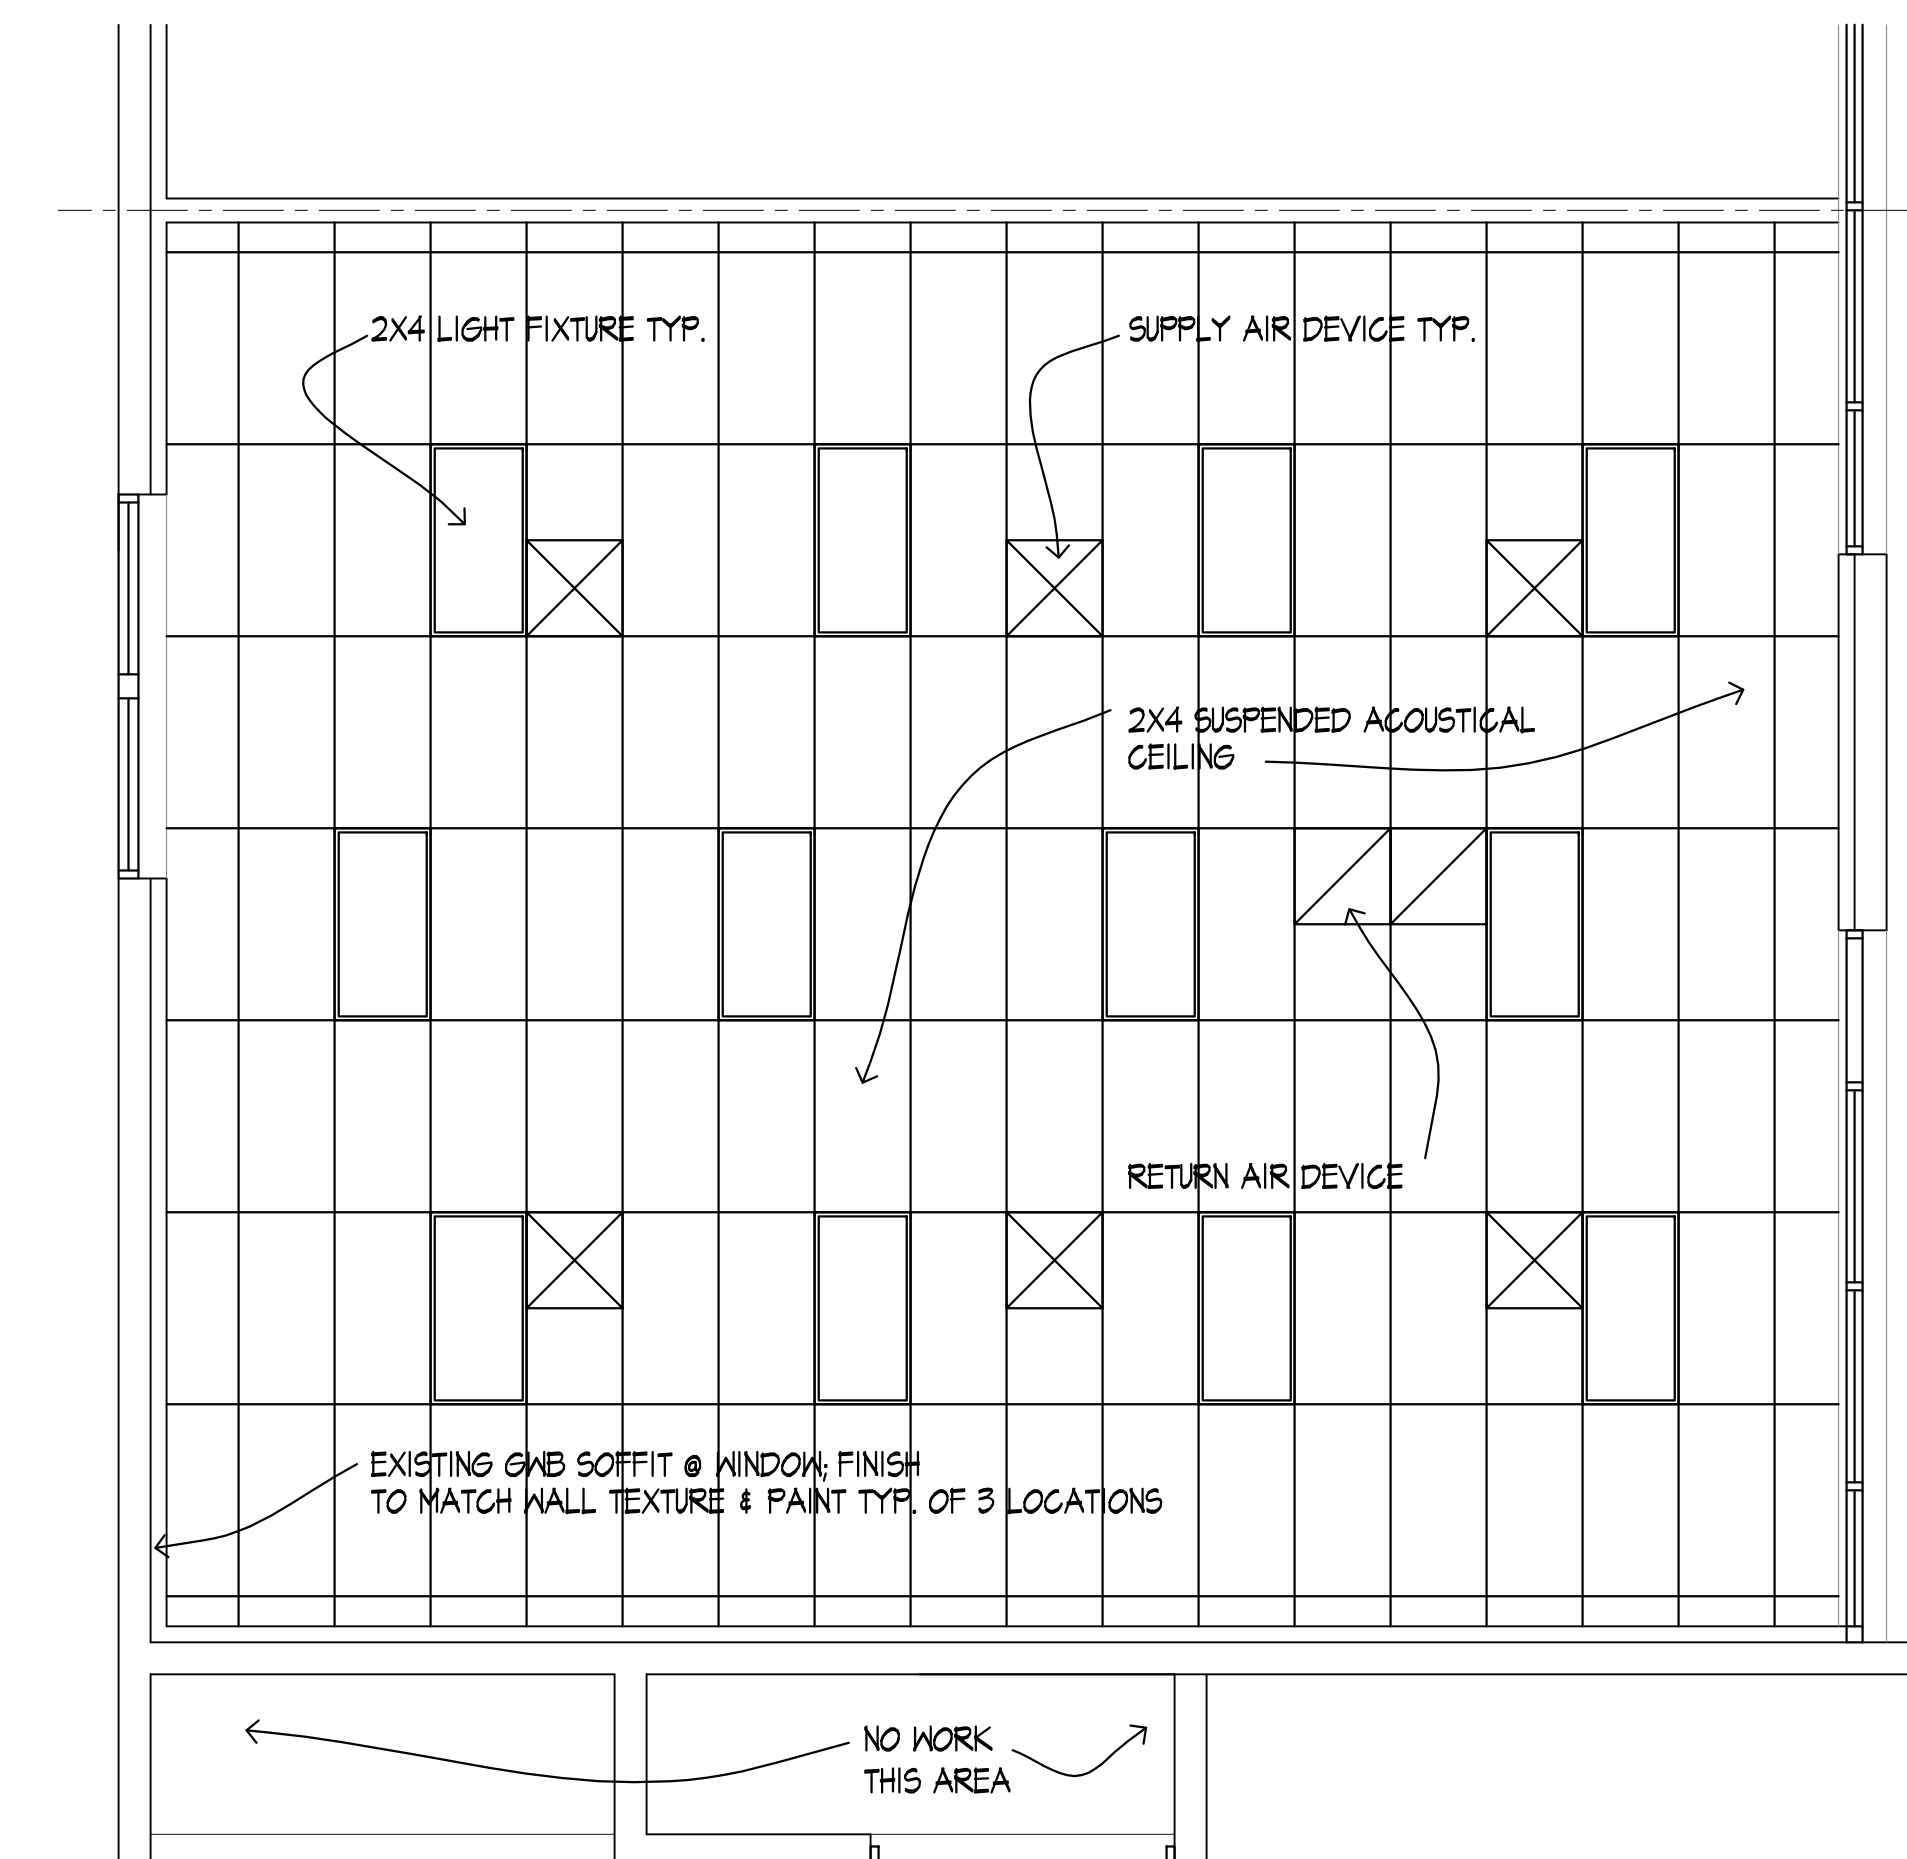 2X4 LIGHT FIXTURE TYP.
SUPPLY AIR DEVICE TYP.
2X4 SUSPENDED ACOUSTICAL
CEILING
RETURN AIR DEVICE
EXISTING GWB SOFFIT @ WINDOW; FINISH
TO MATCH WALL TEXTURE & PAINT TYP. OF 3 LOCATIONS
NO WORK
THIS AREA